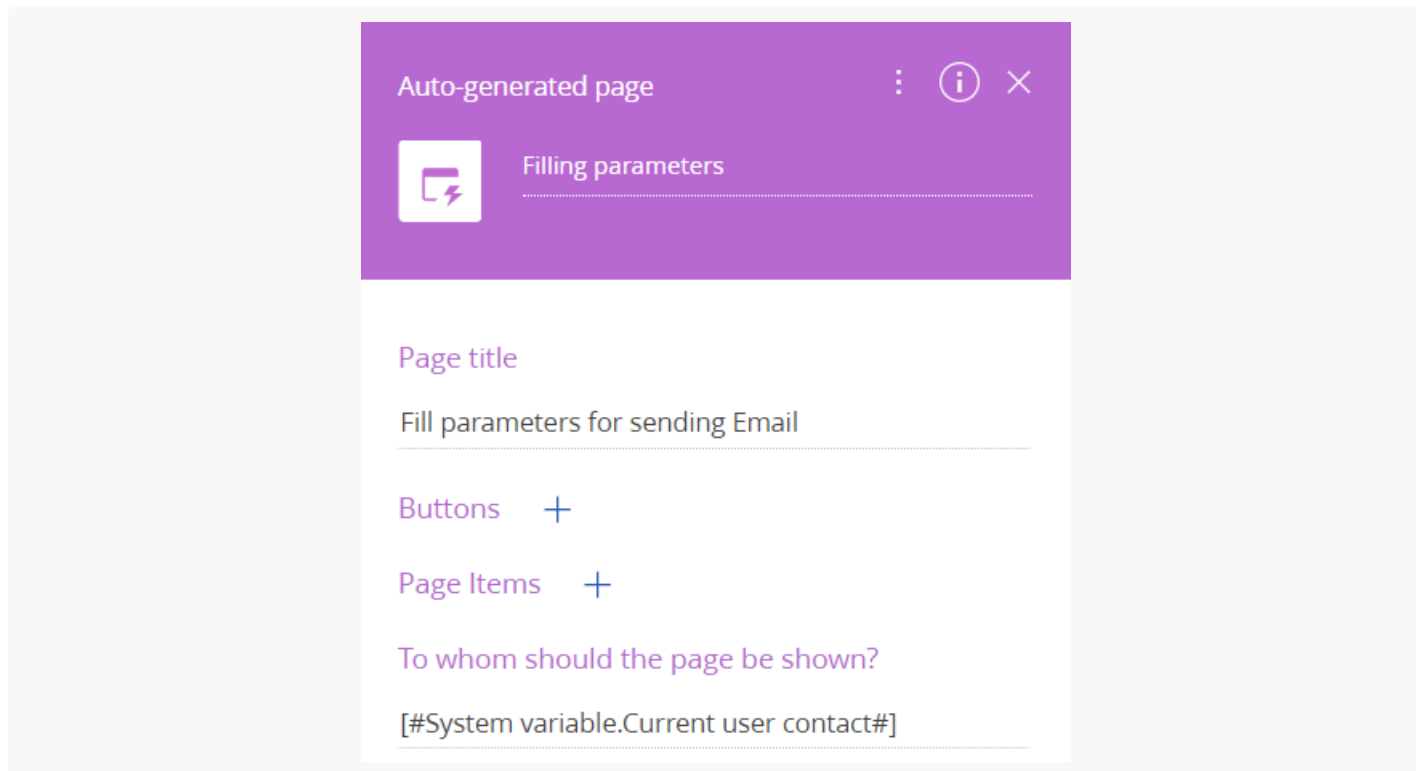 Auto-generated page
Filling parameters
Page title
Fill parameters for sending Email
Buttons
Page Items
To whom should the page be shown?
[#System variable.Current user contact#]